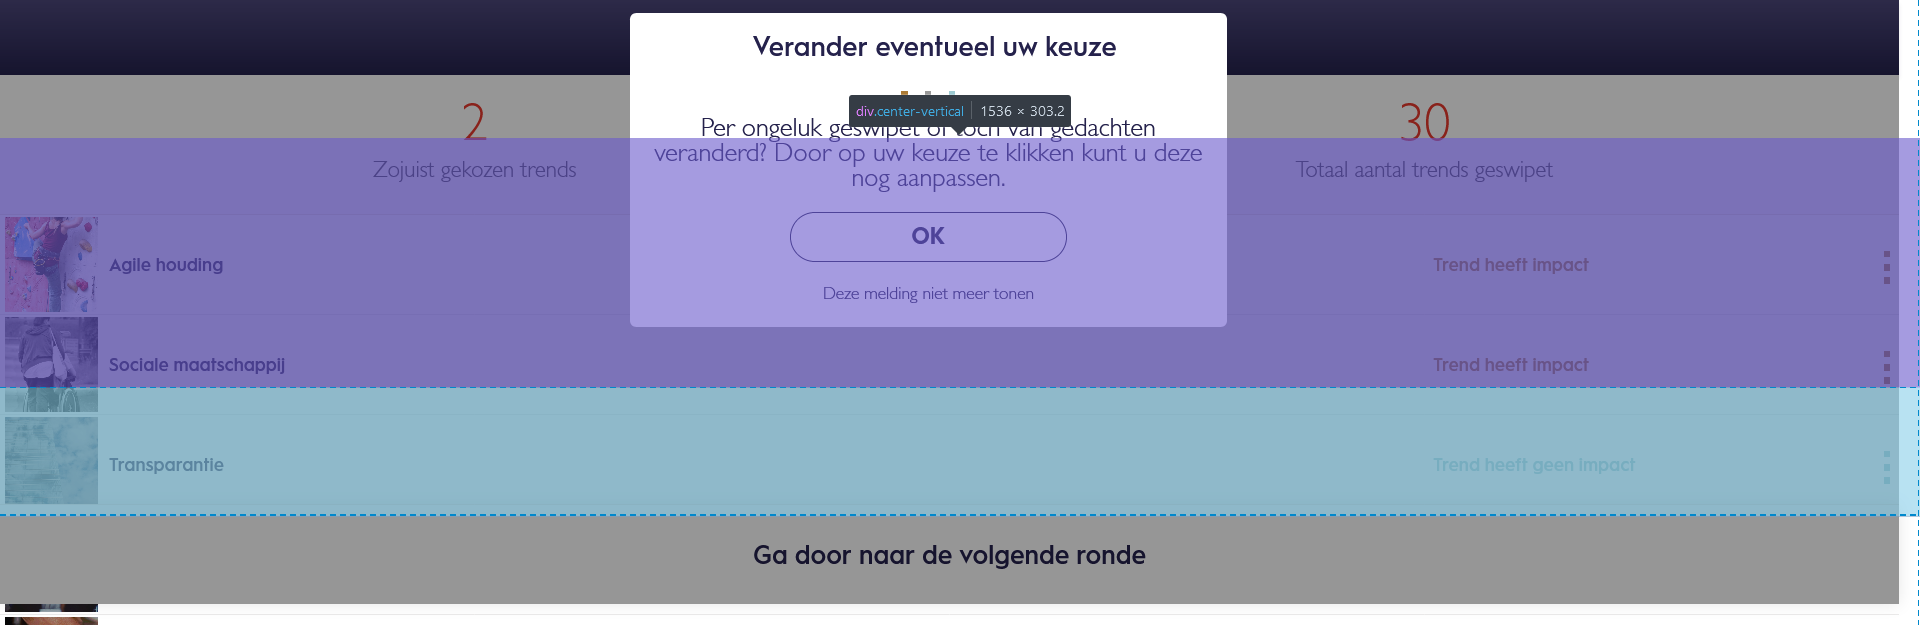 Verander eventueel uw keuze
div.center-vertical 1536 × 303.2
2
30
Per ongeluk geswipet of toch van gedachten
veranderd? Door op uw keuze te klikken kunt u deze
nog aanpassen.
Zojuist gekozen trends
Totaal aantal trends geswipet
OK
Agile houding
Trend heeft impact
Deze melding niet meer tonen
Sociale maatschappij
Trend heeft impact
Transparantie
Trend heeft geen impact
Ga door naar de volgende ronde